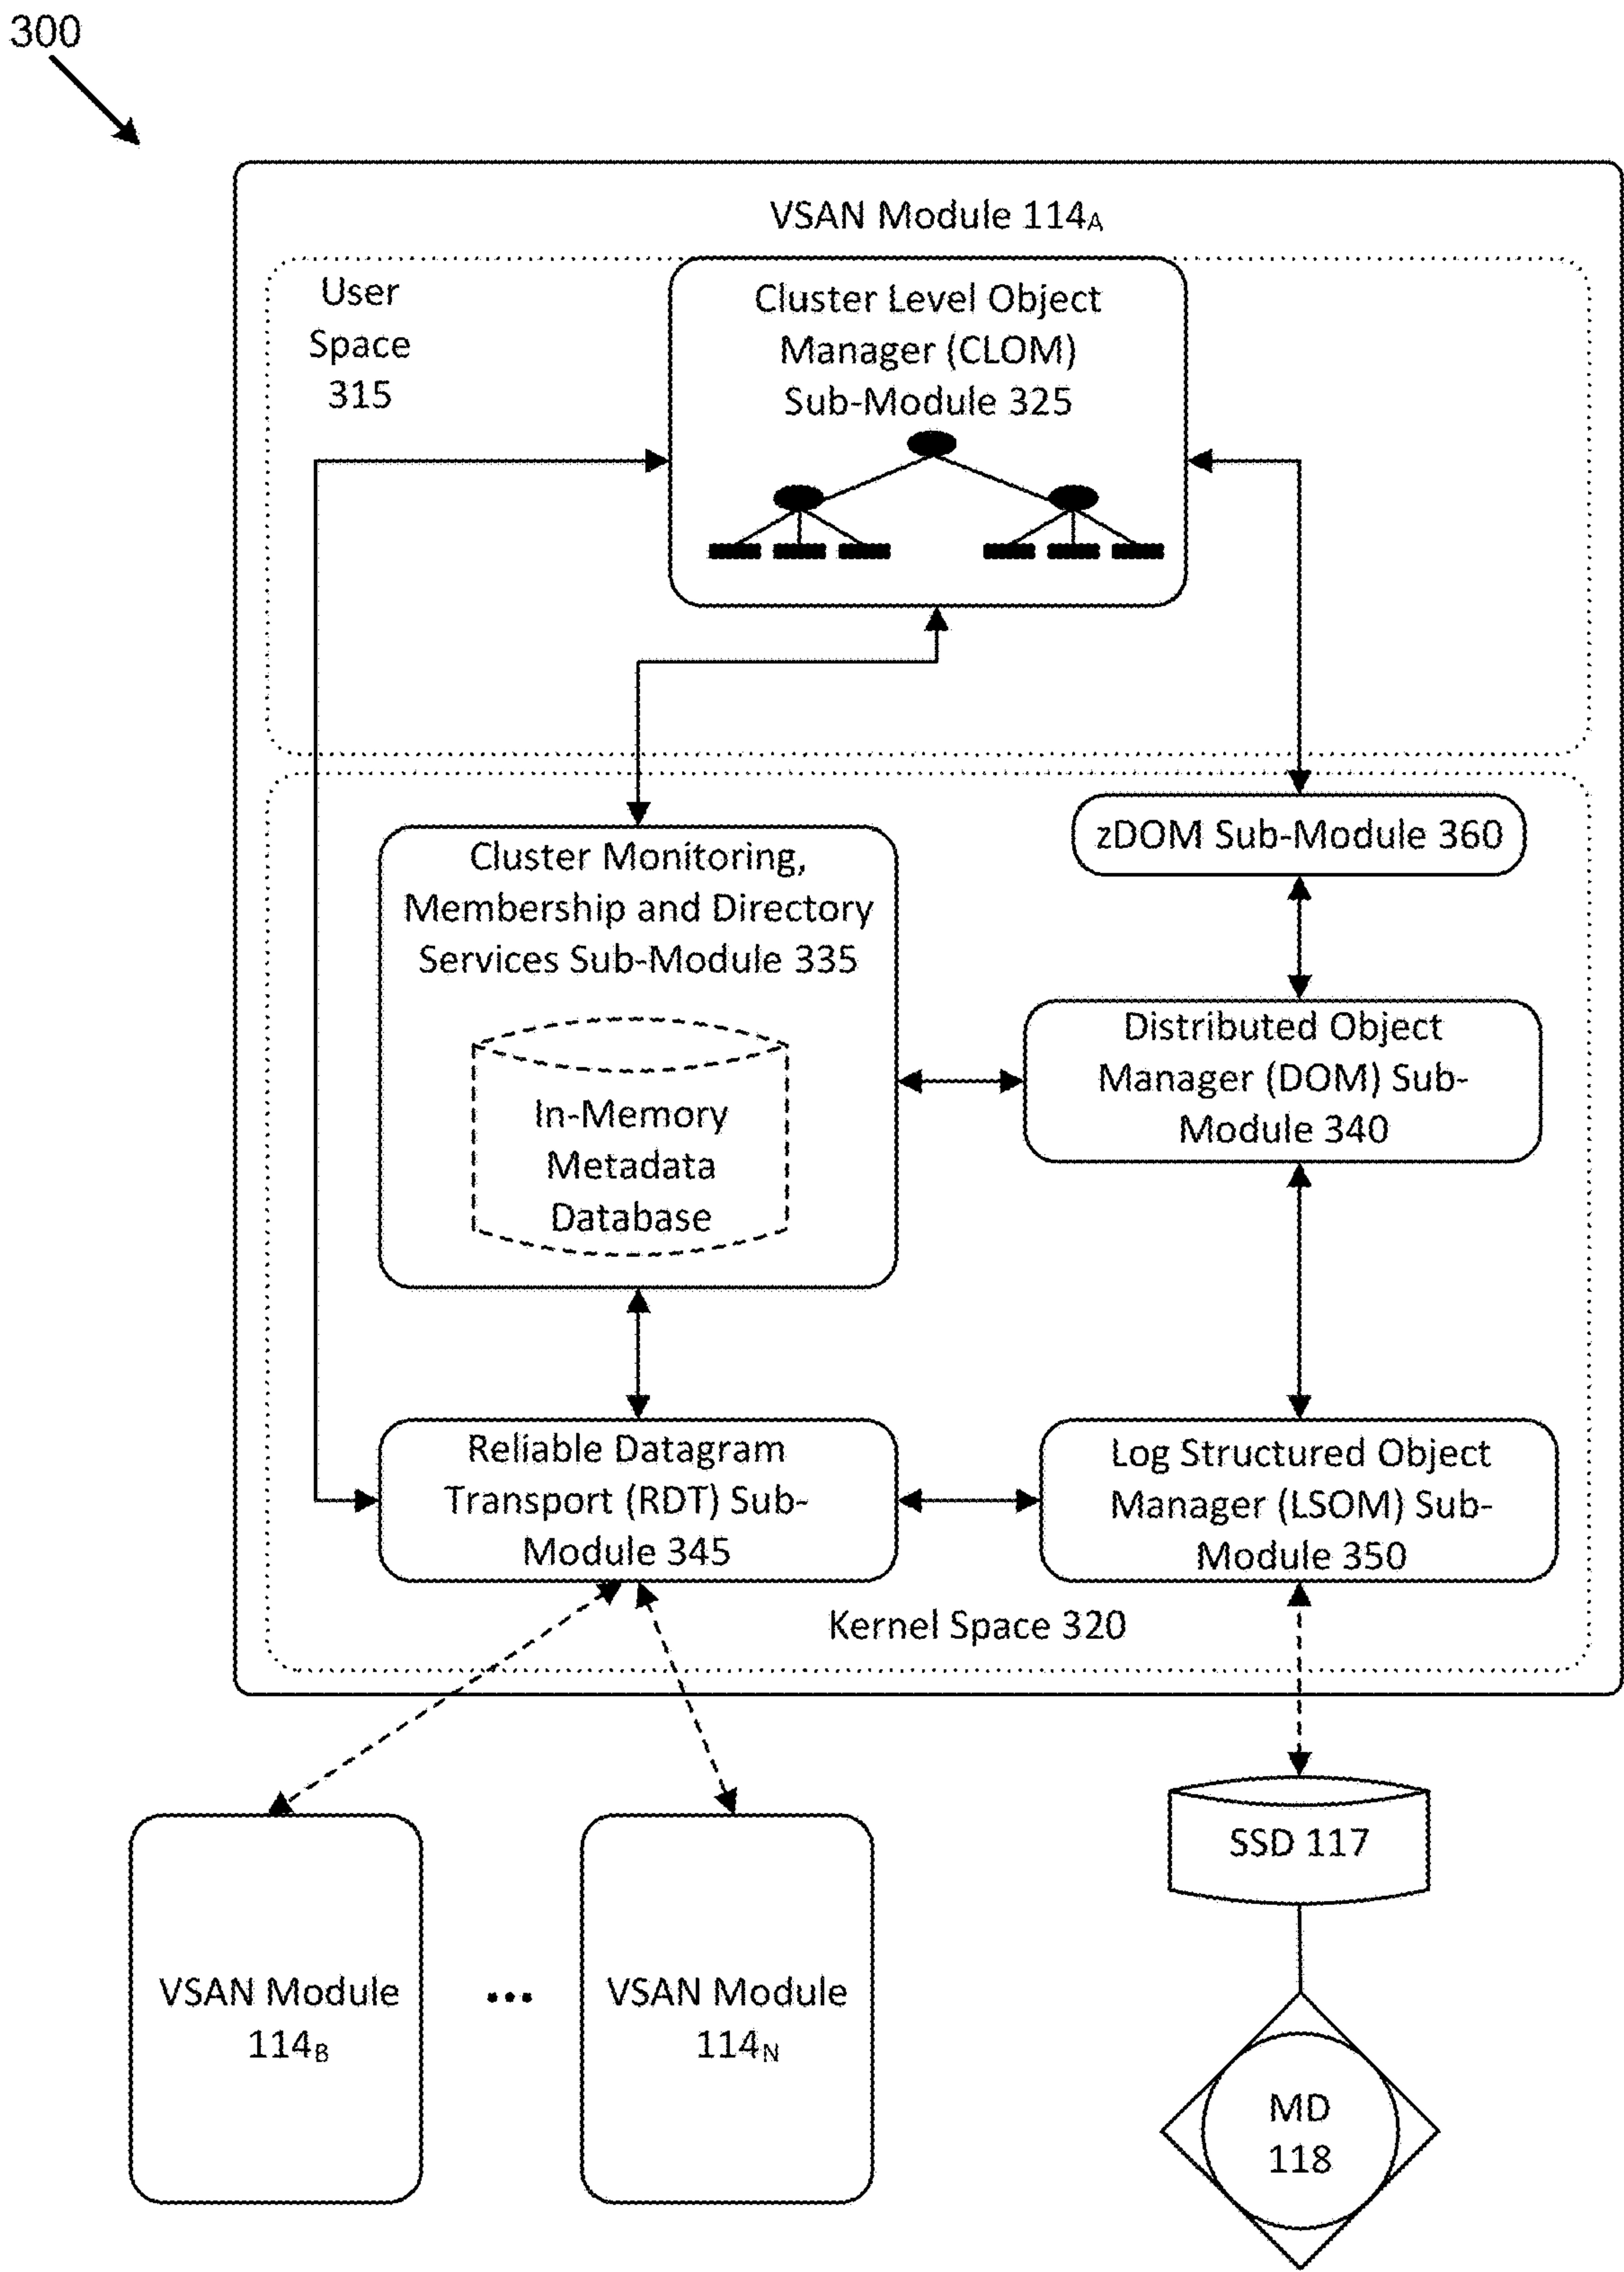 300
VSAN Module 114A
User
Space
315
Cluster Level Object
Manager (CLOM)
Sub-Module 325
zDOM Sub-Module 360
Cluster Monitoring,
Membership and Directory
Services Sub-Module 335
In-Memory
Metadata
Database
Distributed Object
Manager (DOM) Sub-
Module 340
Reliable Datagram
Transport (RDT) Sub-
Module 345
Log Structured Object
Manager (LSOM) Sub-
Module 350
Kernel Space 320
VSAN Module
114B
...
VSAN Module
114N
SSD 117
MD
118